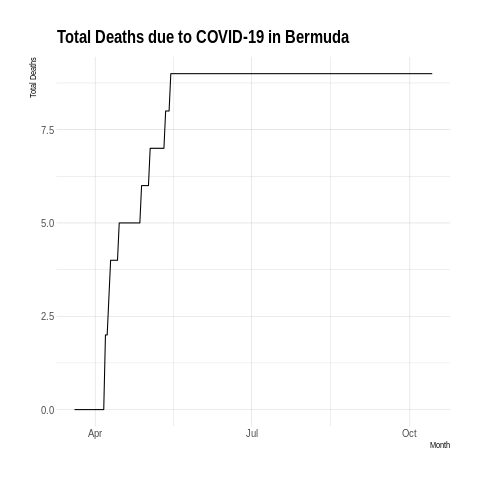 Total Deaths due to COVID-19 in Bermuda
Total Deaths
7.5
5.0
2.5
0.0
Apr Jul Oct
Month